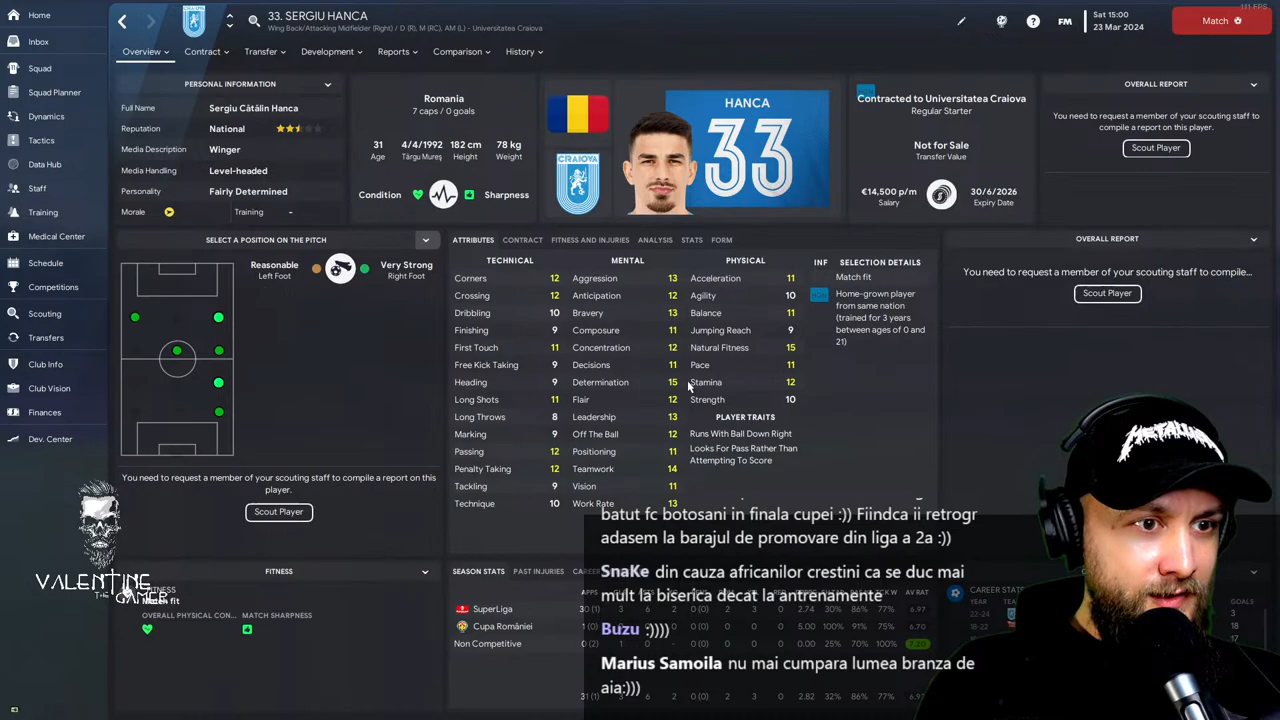 Home
Inbox
Squad
Squad Planner
Dynamics
Tactics
Data Hub
Staff
Training
Medical Center
Schedule
Competitions
Scouting
Transfers
Club Info
Club Vision
Finances
Dev. Center
33. SERGIU HANCA
Wing Back/Attacking Midfielder (Right) / D (R), M (RC), AM (L) - Universitatea Craiova
FM
Sat 15:00
23 Mar 2024
Match
Overview
Contract
Transfer
Development
Reports
Comparison
History
PERSONAL INFORMATION
Full Name Sergiu Cătălin Hanca
Reputation National
Media Description Winger
Media Handling Level-headed
Personality Fairly Determined
Morale Training -
Romania
7 caps / 0 goals
31 4/4/1992 182 cm 78 kg
Age Târgu Mureș Height Weight
Condition Sharpness
CRAIOVA
HANCA
33
Contracted to Universitatea Craiova
Regular Starter
Not for Sale
Transfer Value
€14,500 p/m 30/6/2026
Salary Expiry Date
OVERALL REPORT
You need to request a member of your scouting staff to
compile a report on this player.
Scout Player
SELECT A POSITION ON THE PITCH
Reasonable Very Strong
Left Foot Right Foot
You need to request a member of your scouting staff to compile a report on this
player.
Scout Player
ATTRIBUTES CONTRACT FITNESS AND INJURIES ANALYSIS STATS FORM
TECHNICAL MENTAL PHYSICAL
Corners 12 Aggression 13 Acceleration 11
Crossing 12 Anticipation 12 Agility 10
Dribbling 10 Bravery 13 Balance 11
Finishing 9 Composure 11 Jumping Reach 9
First Touch 11 Concentration 12 Natural Fitness 15
Free Kick Taking 9 Decisions 11 Pace 11
Heading 9 Determination 15 Stamina 12
Long Shots 11 Flair 12 Strength 10
Long Throws 8 Leadership 13 PLAYER TRAITS
Marking 9 Off The Ball 12 Runs With Ball Down Right
Passing 12 Positioning 11 Looks For Pass Rather Than
Penalty Taking 12 Teamwork 14 Attempting To Score
Tackling 9 Vision 11
Technique 10 Work Rate 13
INF SELECTION DETAILS
Match fit
Home-grown player
from same nation
(trained for 3 years
between ages of 0 and
21)
OVERALL REPORT
You need to request a member of your scouting staff to compile...
Scout Player
VALENTINE
THE GAMER
FITNESS
FITNESS
Match fit
OVERALL PHYSICAL CON... MATCH SHARPNESS
SEASON STATS PAST INJURIES
SuperLiga
Cupa României
Non Competitive
batut fc botosani in finala cupei :)) Fiindca ii retrogr
adasem la barajul de promovare din liga a 2a :))
SnaKe din cauza africanilor crestini ca se duc mai
mult la biserica decat la antrenamente
Buzu :))))
Marius Samoila nu mai cumpara lumea branza de
aia:)))
METALLICA